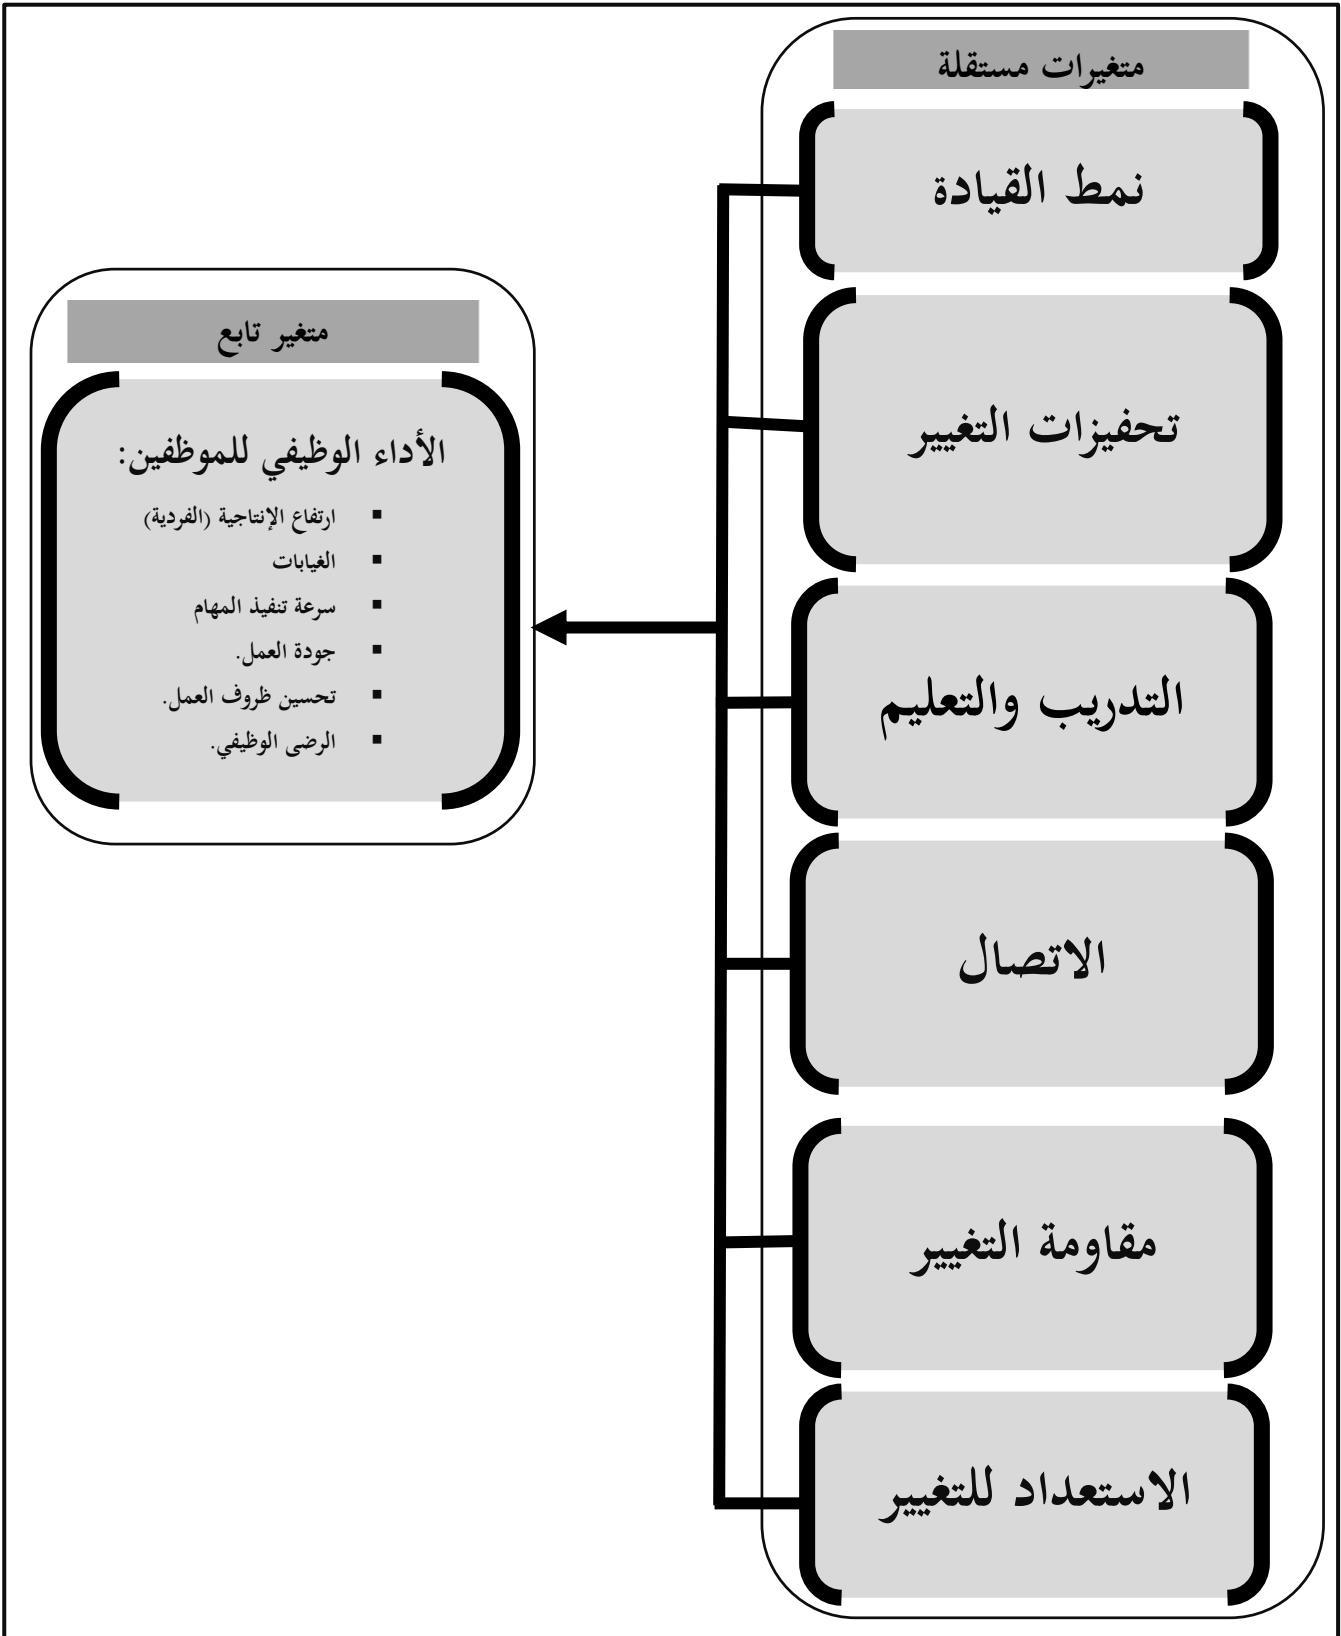 متغيرات مستقلة
نمط القيادة
تحفيزات التغيير
التدريب والتعليم
الاتصال
مقاومة التغيير
الاستعداد للتغيير
متغير تابع
الأداء الوظيفي للموظفين:
▪ ارتفاع الإنتاجية (الفردية)
▪ الغيابات
▪ سرعة تنفيذ المهام
▪ جودة العمل.
▪ تحسين ظروف العمل.
▪ الرضى الوظيفي.